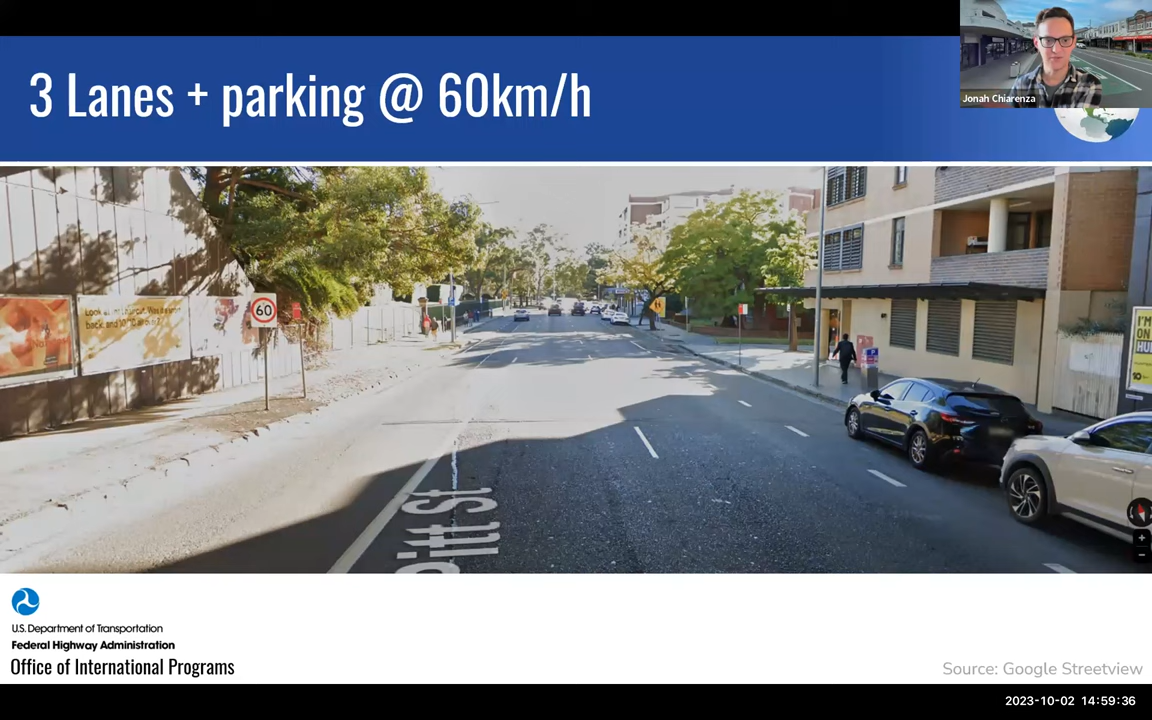 3 Lanes + parking @ 60km/h
Jonah Chiarenza
60
Pitt St
U.S. Department of Transportation
Federal Highway Administration
Office of International Programs
Source: Google Streetview
2023-10-02 14:59:36